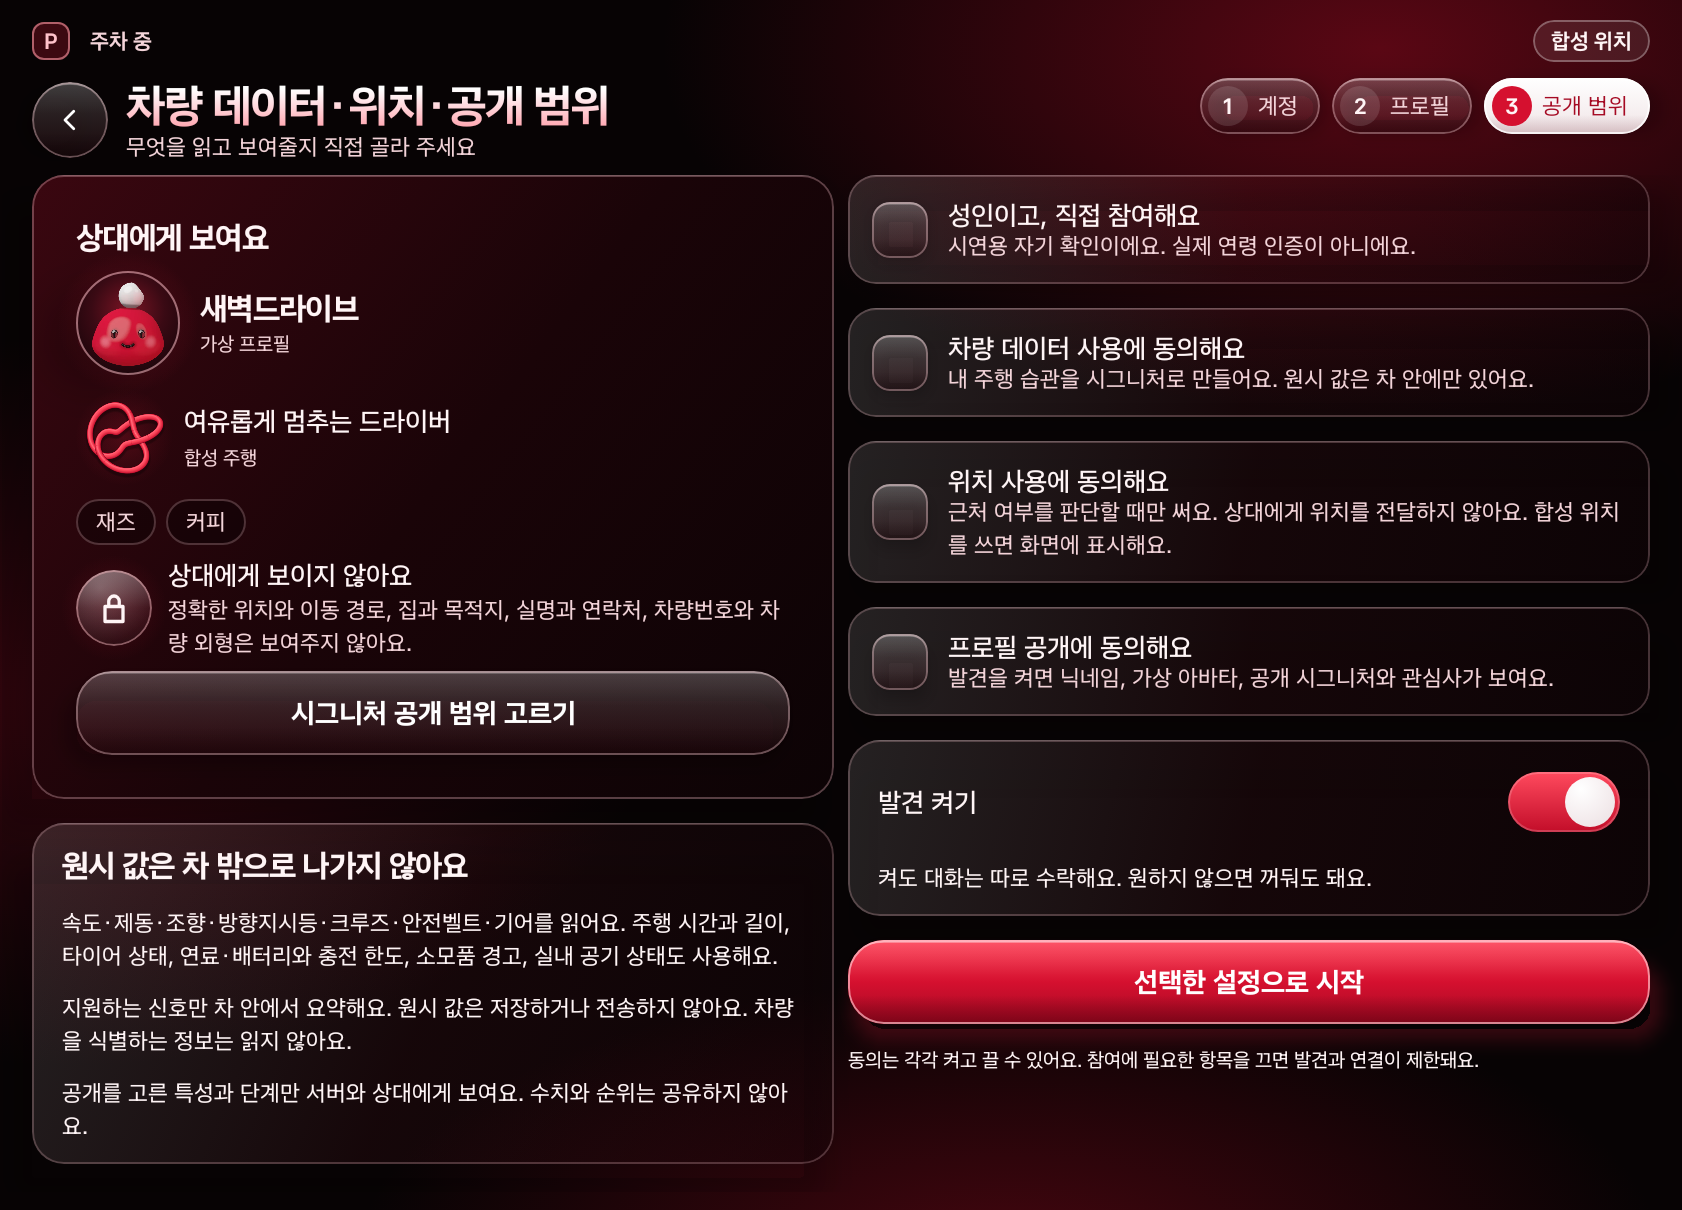 P 주차 중
합성 위치
차량 데이터·위치·공개 범위
무엇을 읽고 보여줄지 직접 골라 주세요
1 계정
2 프로필
3 공개 범위
상대에게 보여요
새벽드라이브
가상 프로필
여유롭게 멈추는 드라이버
합성 주행
재즈
커피
상대에게 보이지 않아요
정확한 위치와 이동 경로, 집과 목적지, 실명과 연락처, 차량번호와 차
량 외형은 보여주지 않아요.
시그니처 공개 범위 고르기
원시 값은 차 밖으로 나가지 않아요
속도·제동·조향·방향지시등·크루즈·안전벨트·기어를 읽어요. 주행 시간과 길이,
타이어 상태, 연료·배터리와 충전 한도, 소모품 경고, 실내 공기 상태도 사용해요.
지원하는 신호만 차 안에서 요약해요. 원시 값은 저장하거나 전송하지 않아요. 차량
을 식별하는 정보는 읽지 않아요.
공개를 고른 특성과 단계만 서버와 상대에게 보여요. 수치와 순위는 공유하지 않아
요.
성인이고, 직접 참여해요
시연용 자기 확인이에요. 실제 연령 인증이 아니에요.
차량 데이터 사용에 동의해요
내 주행 습관을 시그니처로 만들어요. 원시 값은 차 안에만 있어요.
위치 사용에 동의해요
근처 여부를 판단할 때만 써요. 상대에게 위치를 전달하지 않아요. 합성 위치
를 쓰면 화면에 표시해요.
프로필 공개에 동의해요
발견을 켜면 닉네임, 가상 아바타, 공개 시그니처와 관심사가 보여요.
발견 켜기
켜도 대화는 따로 수락해요. 원하지 않으면 꺼둬도 돼요.
선택한 설정으로 시작
동의는 각각 켜고 끌 수 있어요. 참여에 필요한 항목을 끄면 발견과 연결이 제한돼요.